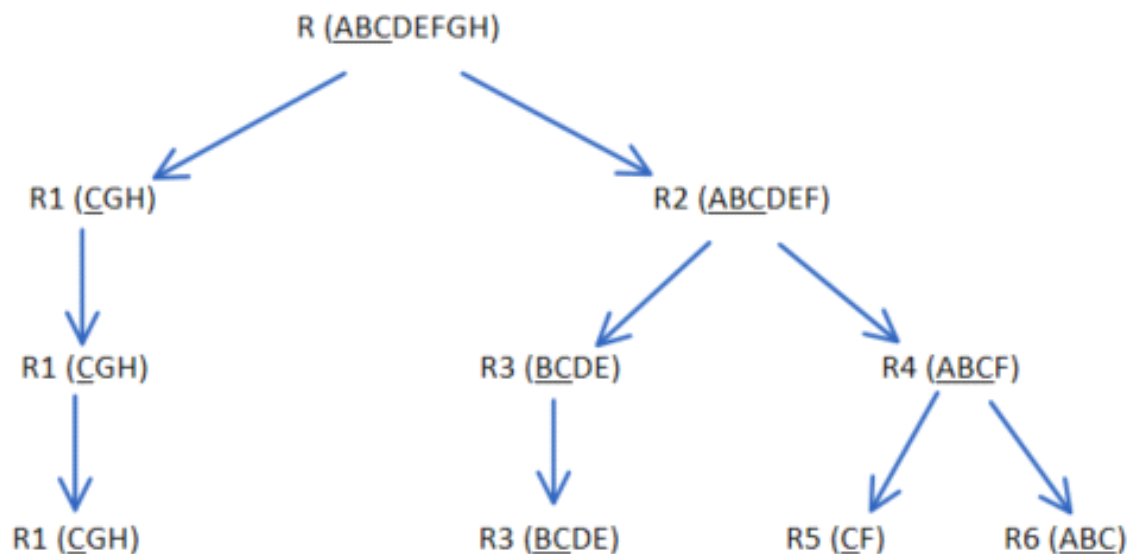 R (ABCDEFGH)
R1 (CGH)
R2 (ABCDEF)
R1 (CGH)
R3 (BCDE)
R4 (ABCF)
R1 (CGH)
R3 (BCDE)
R5 (CF)
R6 (ABC)